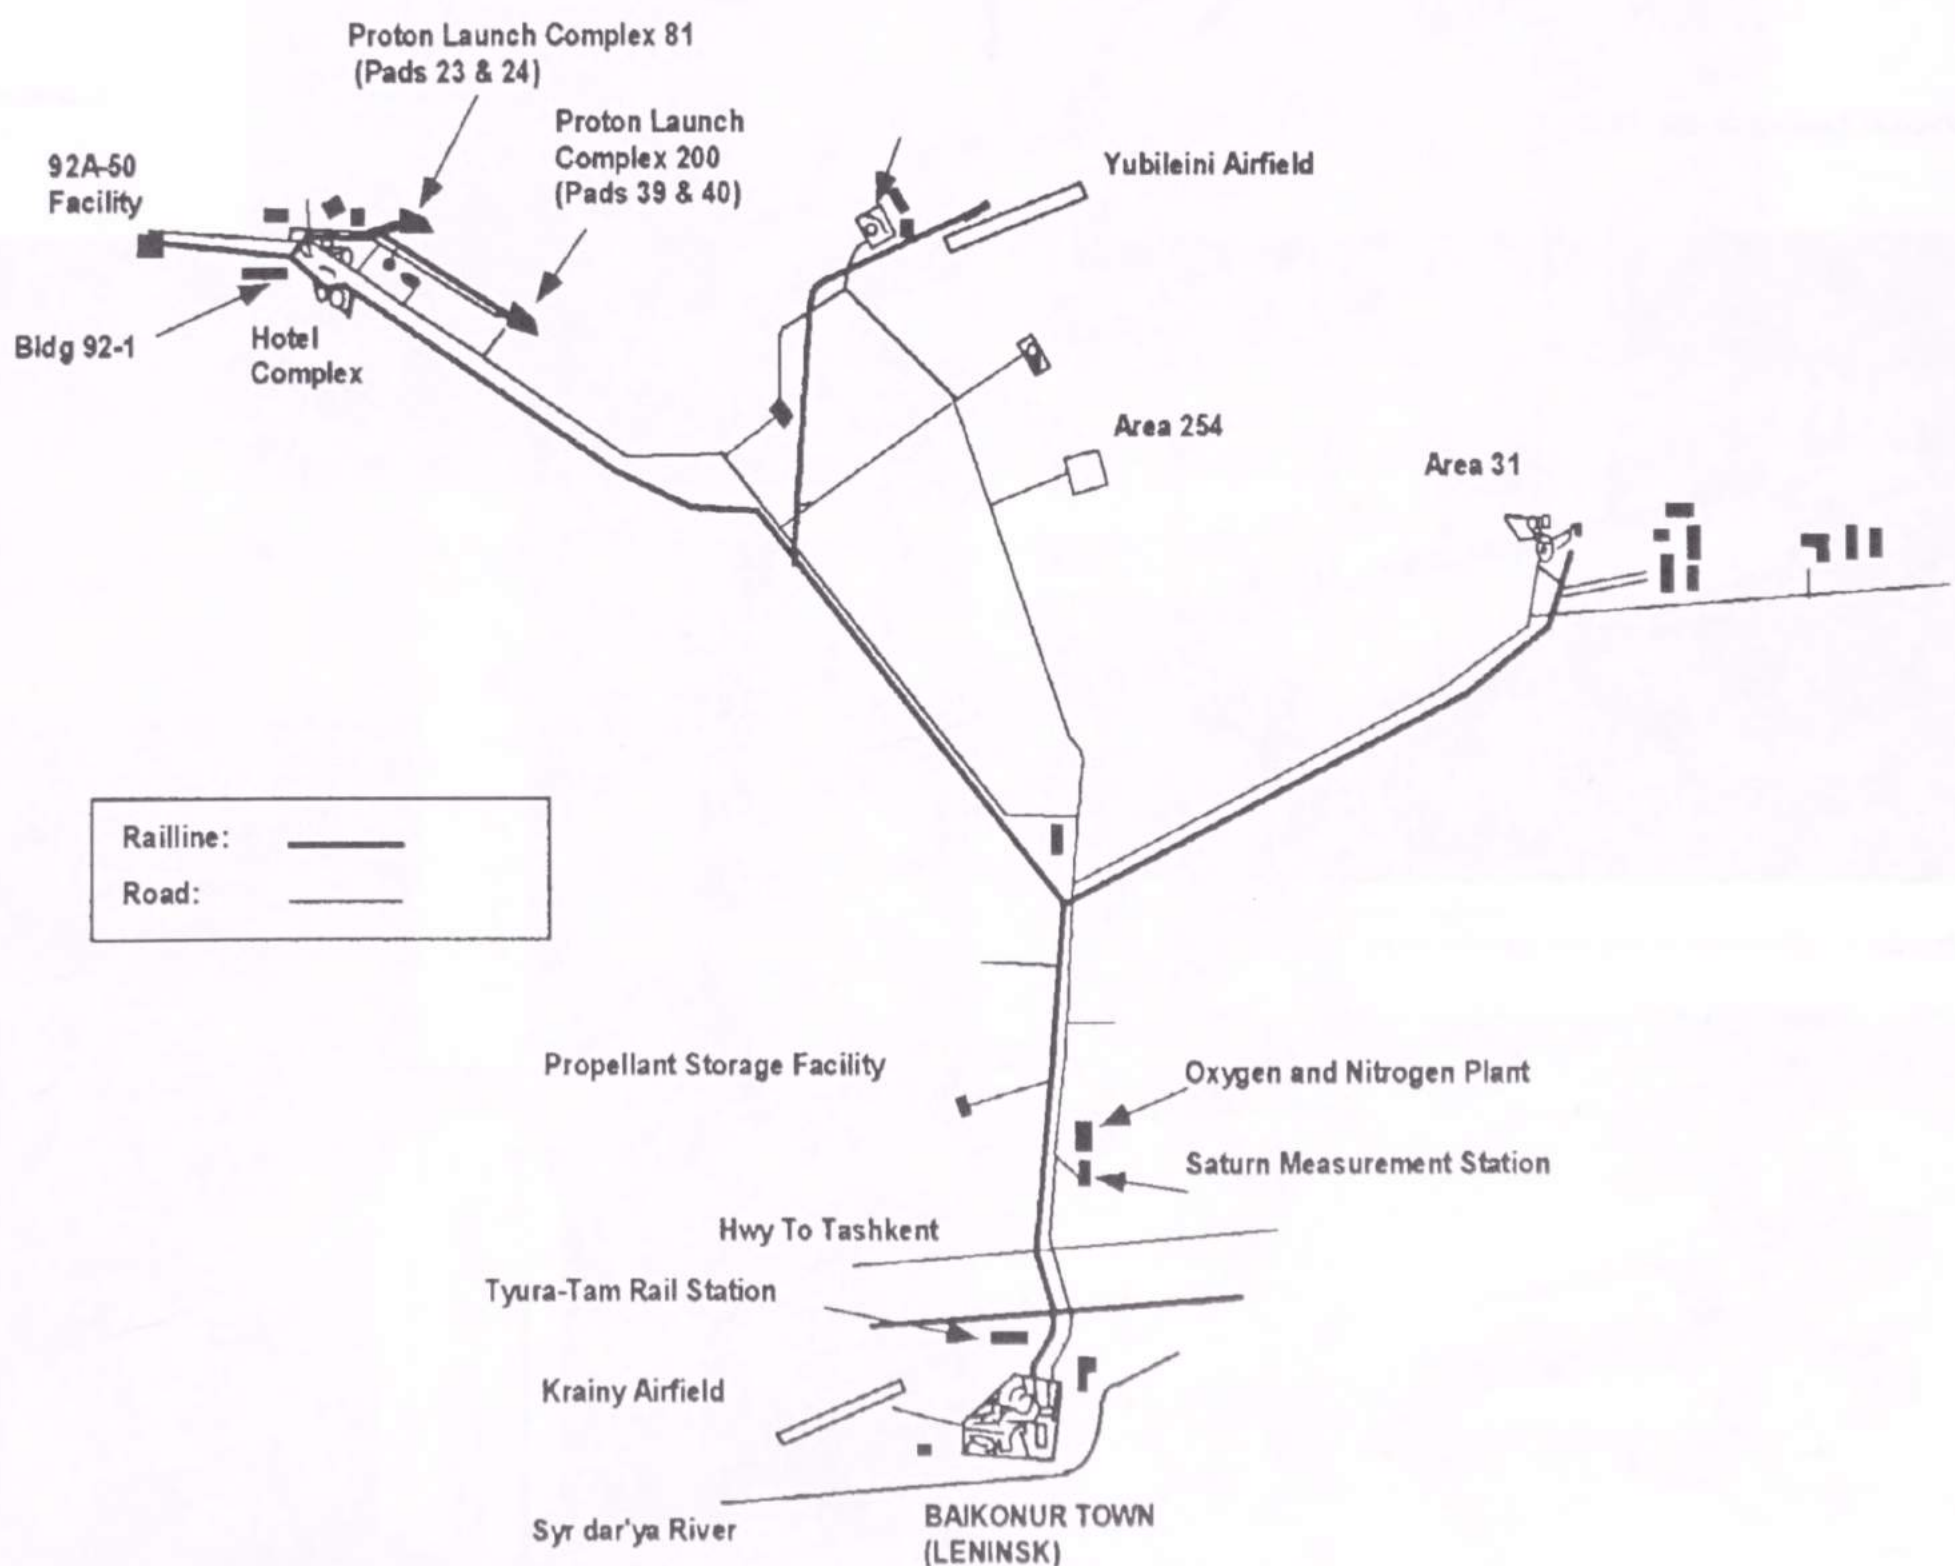 Proton Launch Complex 81
(Pads 23 & 24)
Proton Launch
Complex 200
(Pads 39 & 40)
92A-50
Facility
Yubileini Airfield
Bldg 92-1
Hotel
Complex
Area 254
Area 31
Railline:
Road:
Propellant Storage Facility
Oxygen and Nitrogen Plant
Saturn Measurement Station
Hwy To Tashkent
Tyura-Tam Rail Station
Krainy Airfield
Syr dar'ya River
BAIKONUR TOWN
(LENINSK)